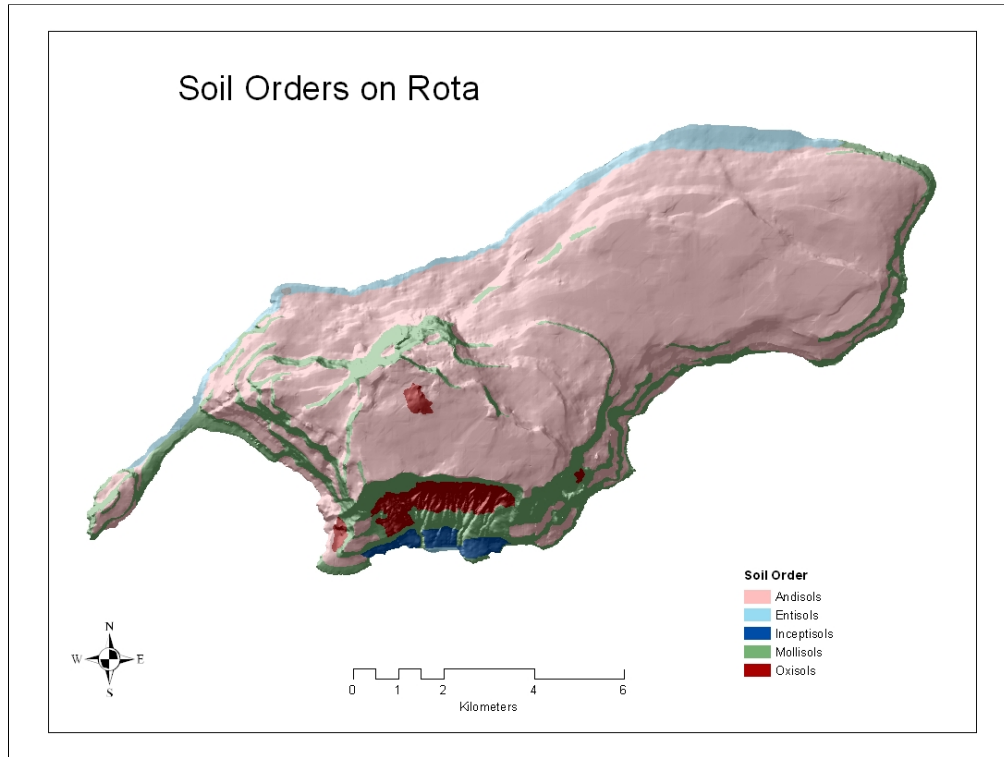 Soil Orders on Rota
Soil Order
Andisols
Entisols
Inceptisols
Mollisols
Oxisols
N
W E
S
0 1 2 4 6
Kilometers